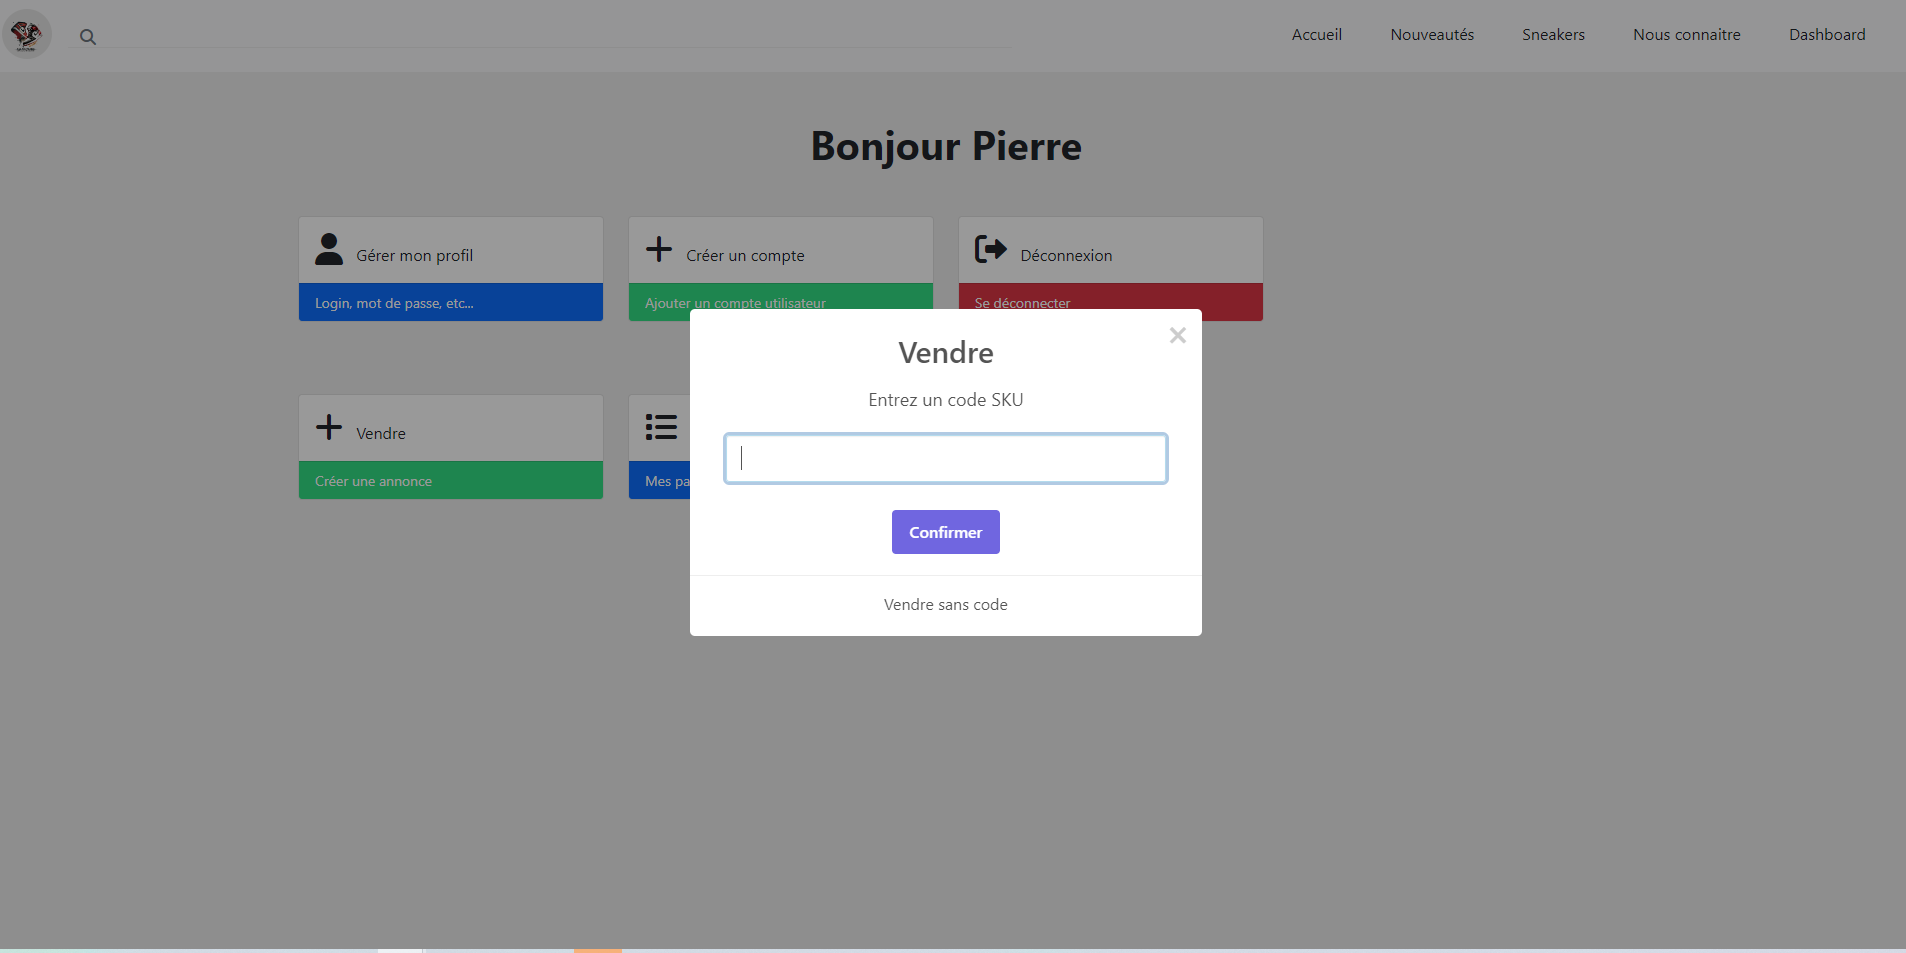 Accueil
Nouveautés
Sneakers
Nous connaitre
Dashboard
Bonjour Pierre
Gérer mon profil
Login, mot de passe, etc...
Créer un compte
Ajouter un compte utilisateur
Déconnexion
Se déconnecter
Vendre
Créer une annonce
Mes
Vendre
Entrez un code SKU
Confirmer
Vendre sans code